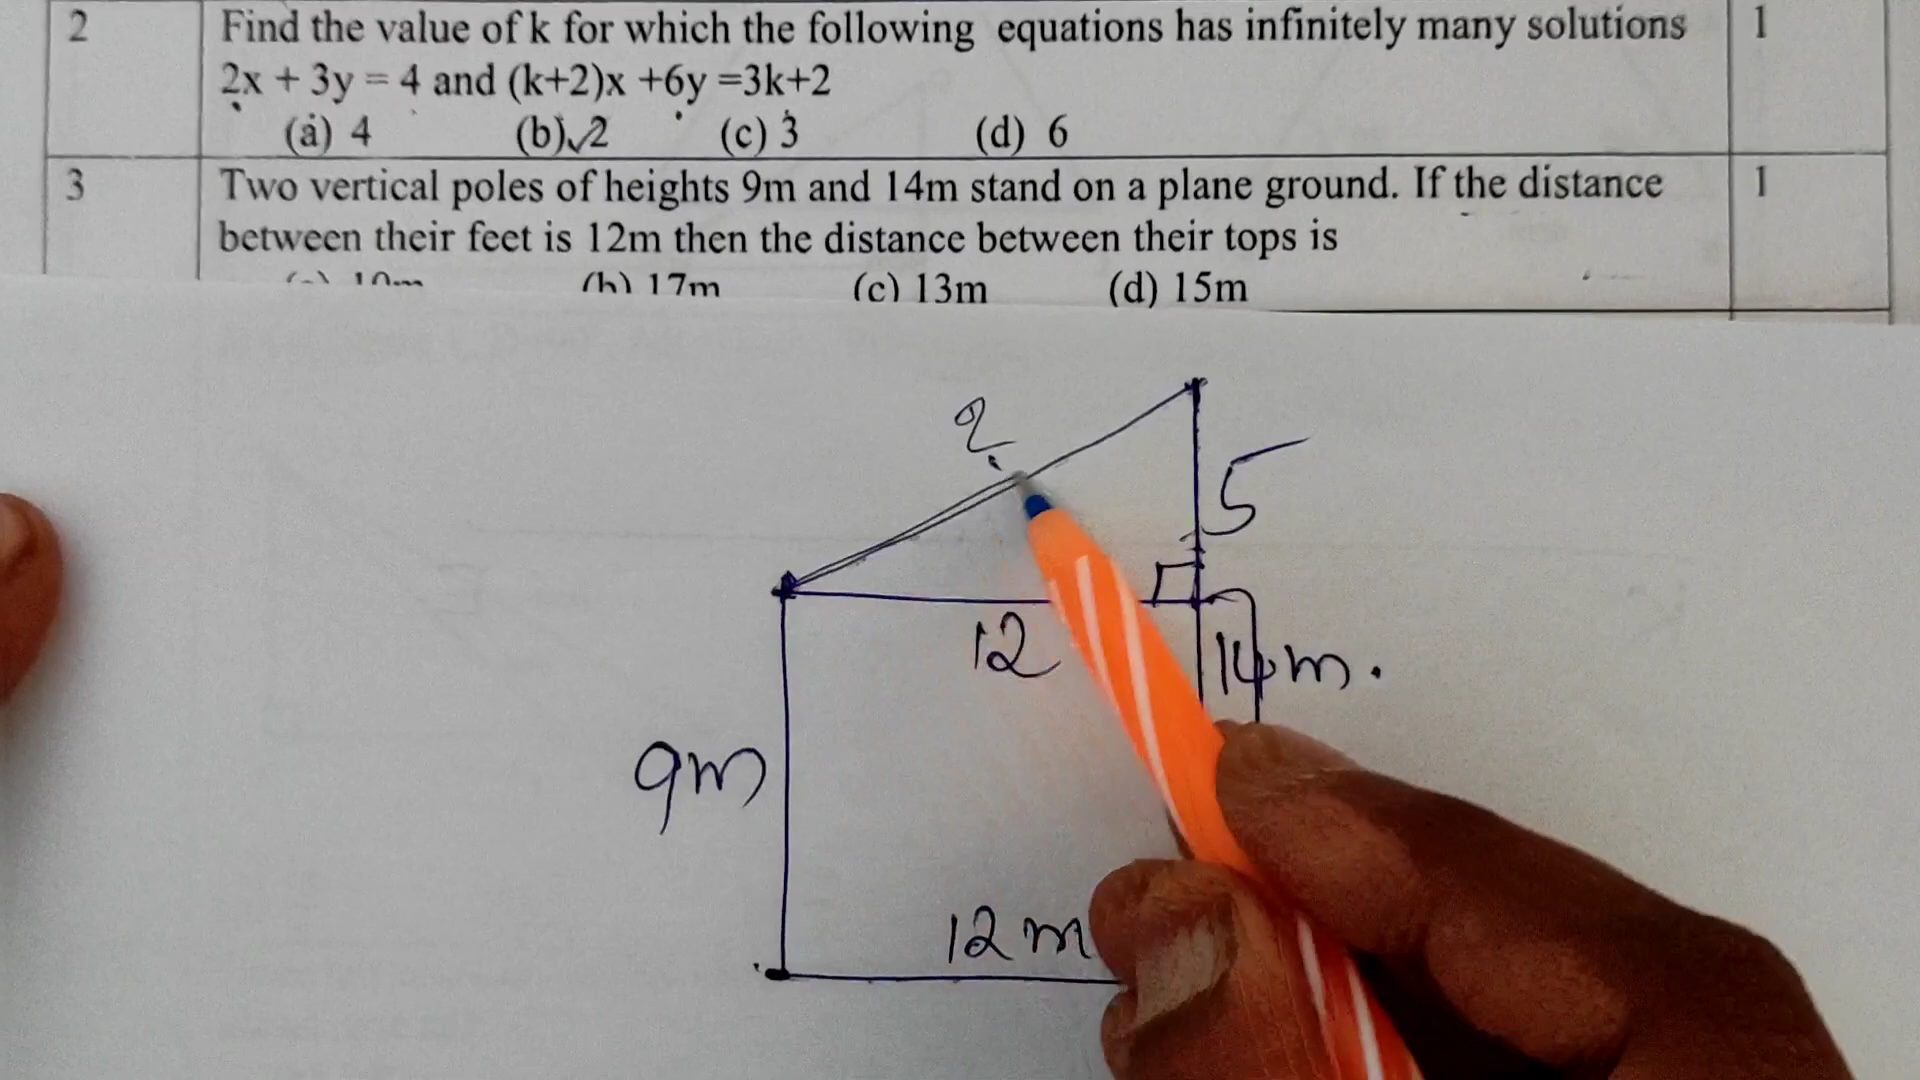 2 Find the value of k for which the following equations has infinitely many solutions 1
2x + 3y = 4 and (k+2)x +6y =3k+2
(a) 4 (b) 2 (c) 3 (d) 6
3 Two vertical poles of heights 9m and 14m stand on a plane ground. If the distance 1
between their feet is 12m then the distance between their tops is
10m (b) 17m (c) 13m (d) 15m
5
12
14m.
9m
12m